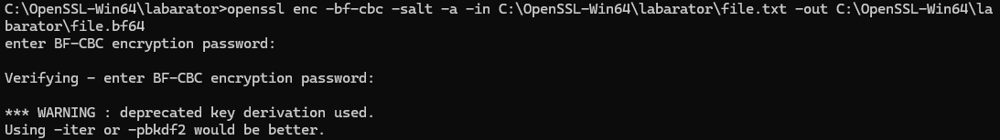 C:\OpenSSL-Win64\labarator>openssl enc -bf-cbc -salt -a -in C:\OpenSSL-Win64\labarator\file.txt -out C:\OpenSSL-Win64\la
barator\file.bf64
enter BF-CBC encryption password:
Verifying - enter BF-CBC encryption password:
*** WARNING : deprecated key derivation used.
Using -iter or -pbkdf2 would be better.